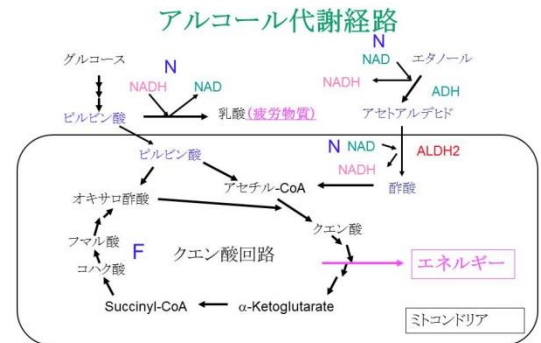 アルコール代謝経路
グルコース
N
NADH
NAD
ピルビン酸
乳酸(疲労物質)
N
NAD
エタノール
NADH
ADH
アセトアルデヒド
ピルビン酸
N NAD
ALDH2
NADH
アセチル-CoA
酢酸
オキサロ酢酸
クエン酸
フマル酸
F
クエン酸回路
エネルギー
コハク酸
Succinyl-CoA
α-Ketoglutarate
ミトコンドリア